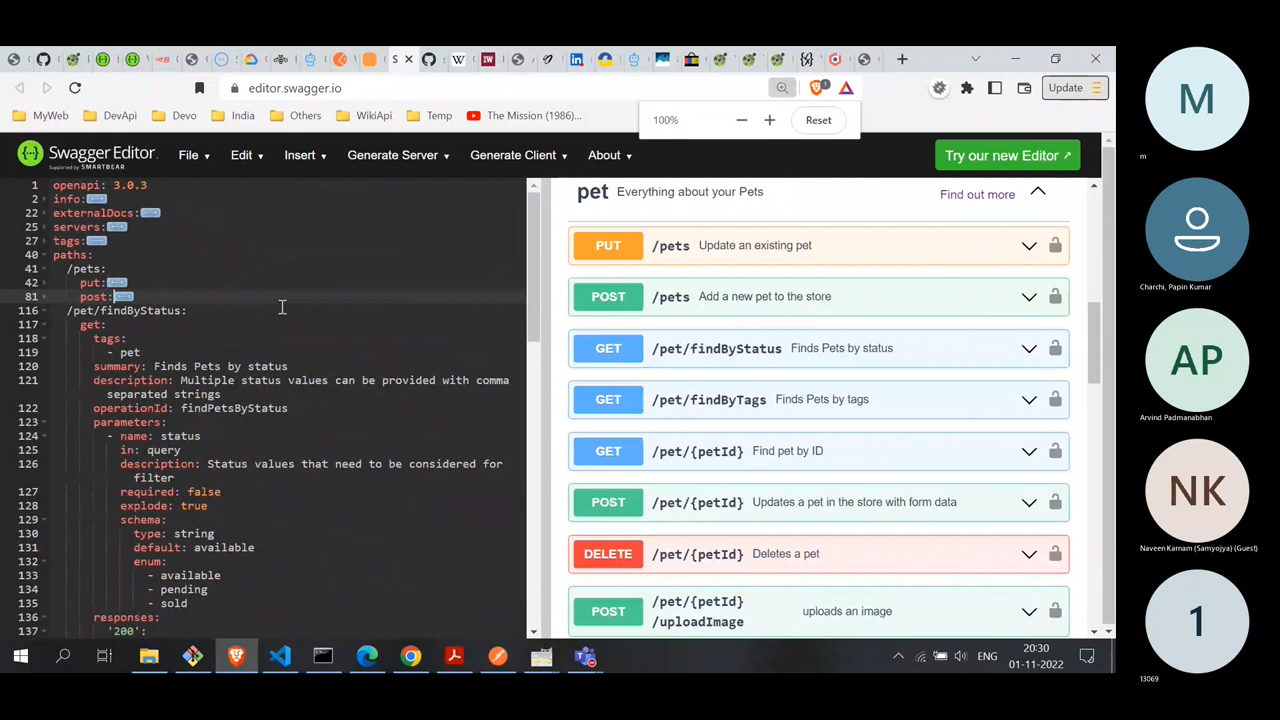 editor.swagger.io
Update
MyWeb
DevApi
Devo
India
Others
WikiApi
Temp
The Mission (1986)...
100%
Reset
Swagger Editor.
Supported by SMARTBEAR
File
Edit
Insert
Generate Server
Generate Client
About
Try our new Editor
1 openapi: 3.0.3
2 info:
22 externalDocs:
25 servers:
27 tags:
40 paths:
41 /pets:
42 put:
81 post:
116 /pet/findByStatus:
117 get:
118 tags:
119 - pet
120 summary: Finds Pets by status
121 description: Multiple status values can be provided with comma
separated strings
122 operationId: findPetsByStatus
123 parameters:
124 - name: status
125 in: query
126 description: Status values that need to be considered for
filter
127 required: false
128 explode: true
129 schema:
130 type: string
131 default: available
132 enum:
133 - available
134 - pending
135 - sold
136 responses:
137 '200':
pet Everything about your Pets
Find out more
PUT /pets Update an existing pet
POST /pets Add a new pet to the store
GET /pet/findByStatus Finds Pets by status
GET /pet/findByTags Finds Pets by tags
GET /pet/{petId} Find pet by ID
POST /pet/{petId} Updates a pet in the store with form data
DELETE /pet/{petId} Deletes a pet
POST /pet/{petId}
/uploadImage uploads an image
ENG
20:30
01-11-2022
M
m
Charchi, Papin Kumar
AP
Arvind Padmanabhan
NK
Naveen Karnam (Samyojya) (Guest)
1
13069